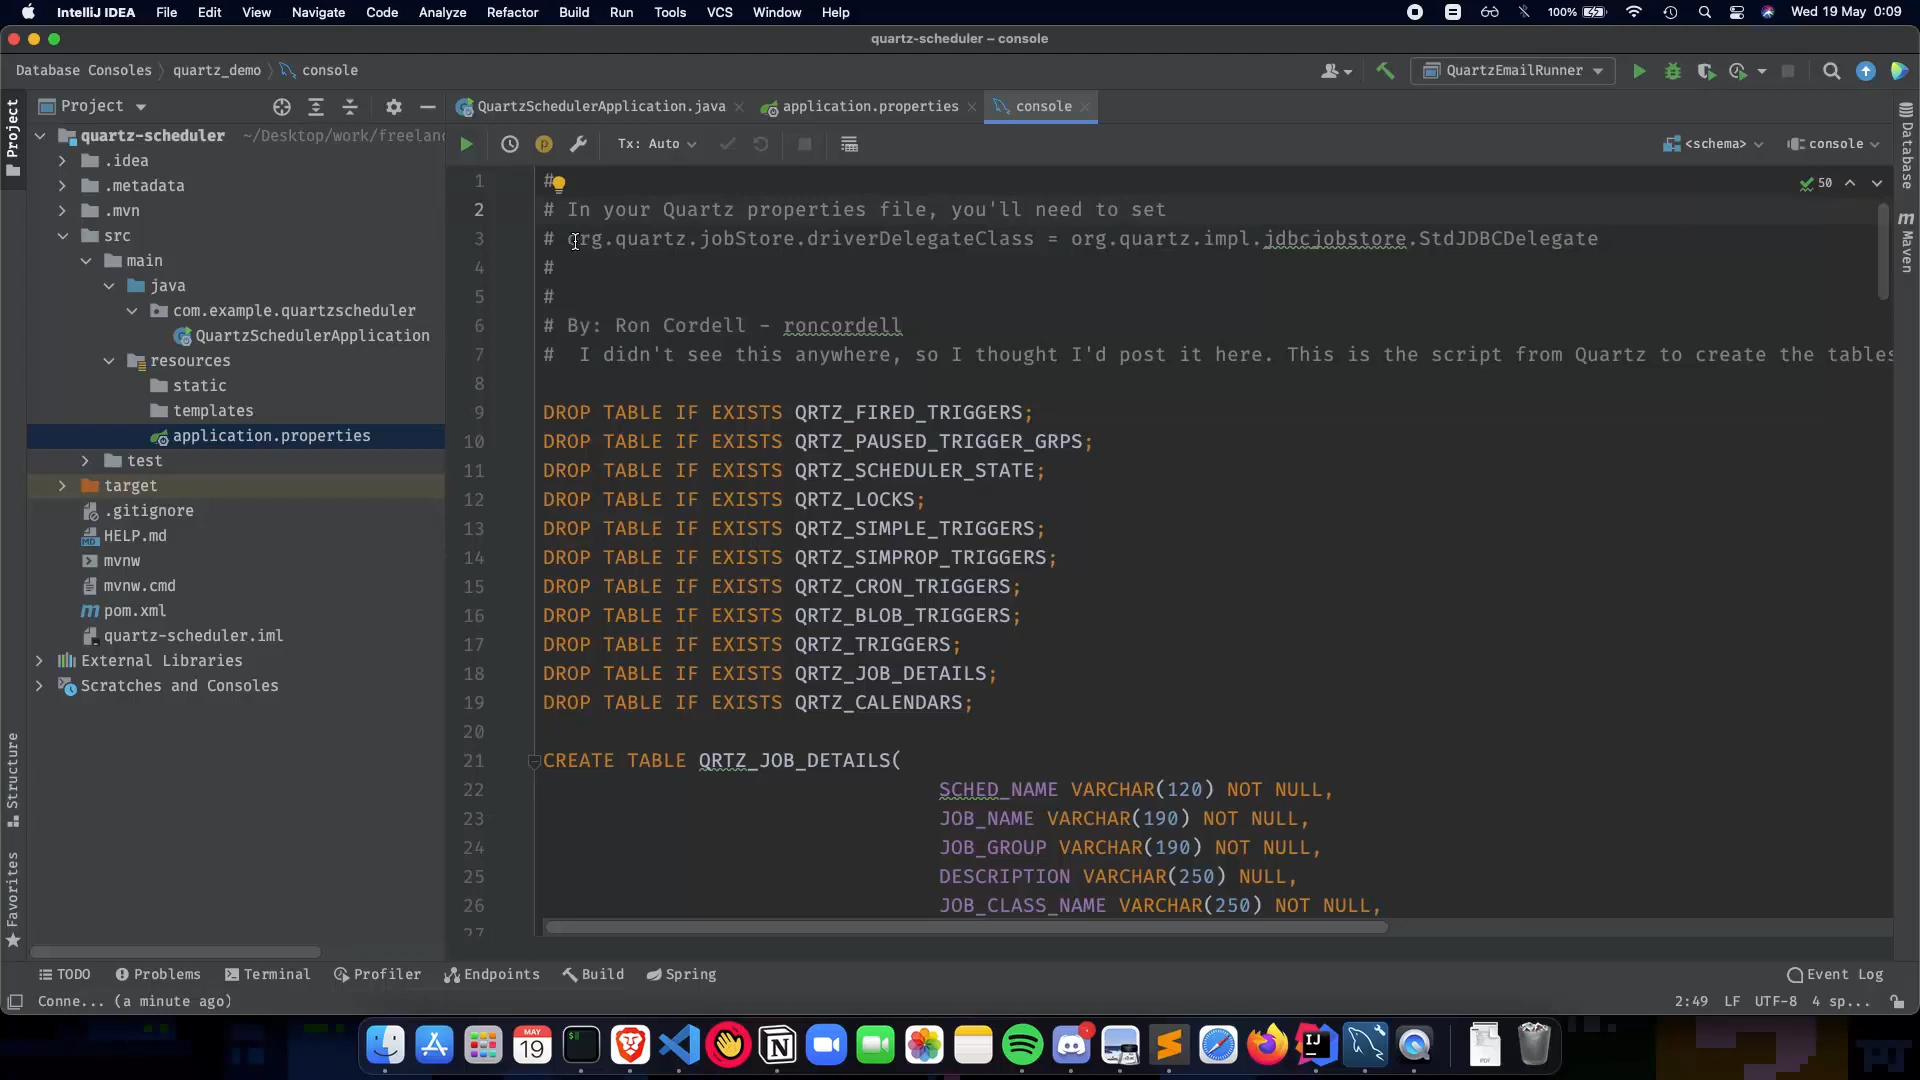 IntelliJ IDEA File Edit View Navigate Code Analyze Refactor Build Run Tools VCS Window Help 100% Wed 19 May 0:09
quartz-scheduler – console
Database Consoles quartz_demo console QuartzEmailRunner
Project QuartzSchedulerApplication.java application.properties console
Tx: Auto <schema> console
Project
Structure
Favorites
Database
Maven
quartz-scheduler ~/Desktop/work/freelanc
.idea
.metadata
.mvn
src
main
java
com.example.quartzscheduler
QuartzSchedulerApplication
resources
static
templates
application.properties
test
target
.gitignore
HELP.md
mvnw
mvnw.cmd
pom.xml
quartz-scheduler.iml
External Libraries
Scratches and Consoles
50
1 #
2 # In your Quartz properties file, you'll need to set
3 # org.quartz.jobStore.driverDelegateClass = org.quartz.impl.jdbcjobstore.StdJDBCDelegate
4 #
5 #
6 # By: Ron Cordell - roncordell
7 #  I didn't see this anywhere, so I thought I'd post it here. This is the script from Quartz to create the tables
8
9 DROP TABLE IF EXISTS QRTZ_FIRED_TRIGGERS;
10 DROP TABLE IF EXISTS QRTZ_PAUSED_TRIGGER_GRPS;
11 DROP TABLE IF EXISTS QRTZ_SCHEDULER_STATE;
12 DROP TABLE IF EXISTS QRTZ_LOCKS;
13 DROP TABLE IF EXISTS QRTZ_SIMPLE_TRIGGERS;
14 DROP TABLE IF EXISTS QRTZ_SIMPROP_TRIGGERS;
15 DROP TABLE IF EXISTS QRTZ_CRON_TRIGGERS;
16 DROP TABLE IF EXISTS QRTZ_BLOB_TRIGGERS;
17 DROP TABLE IF EXISTS QRTZ_TRIGGERS;
18 DROP TABLE IF EXISTS QRTZ_JOB_DETAILS;
19 DROP TABLE IF EXISTS QRTZ_CALENDARS;
20
21 CREATE TABLE QRTZ_JOB_DETAILS(
22 SCHED_NAME VARCHAR(120) NOT NULL,
23 JOB_NAME VARCHAR(190) NOT NULL,
24 JOB_GROUP VARCHAR(190) NOT NULL,
25 DESCRIPTION VARCHAR(250) NULL,
26 JOB_CLASS_NAME VARCHAR(250) NOT NULL,
27
TODO Problems Terminal Profiler Endpoints Build Spring Event Log
Conne... (a minute ago) 2:49 LF UTF-8 4 sp...
MAY
19